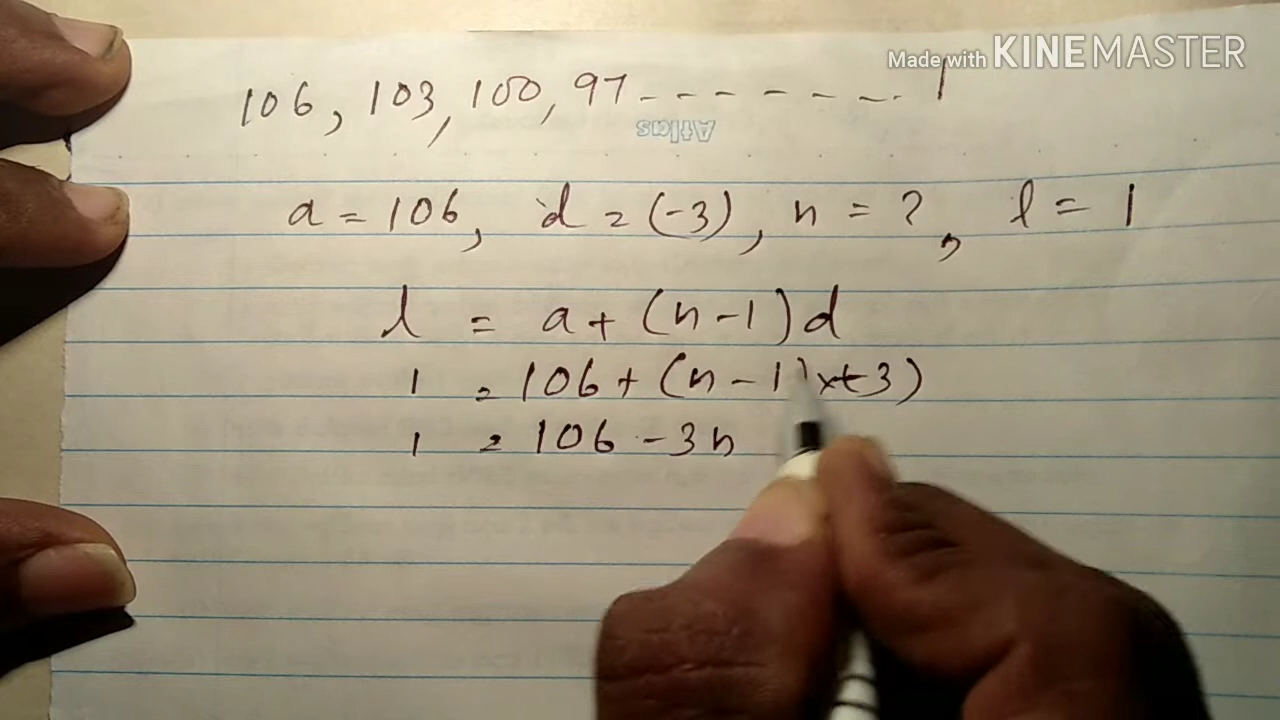 Made with KINEMASTER
106, 103, 100, 97 - - - - - - - - 1
Atlas
a = 106, d = (-3), n = ?, l = 1
l = a + (n - 1) d
1 = 106 + (n - 1) x (-3)
1 = 106 - 3n